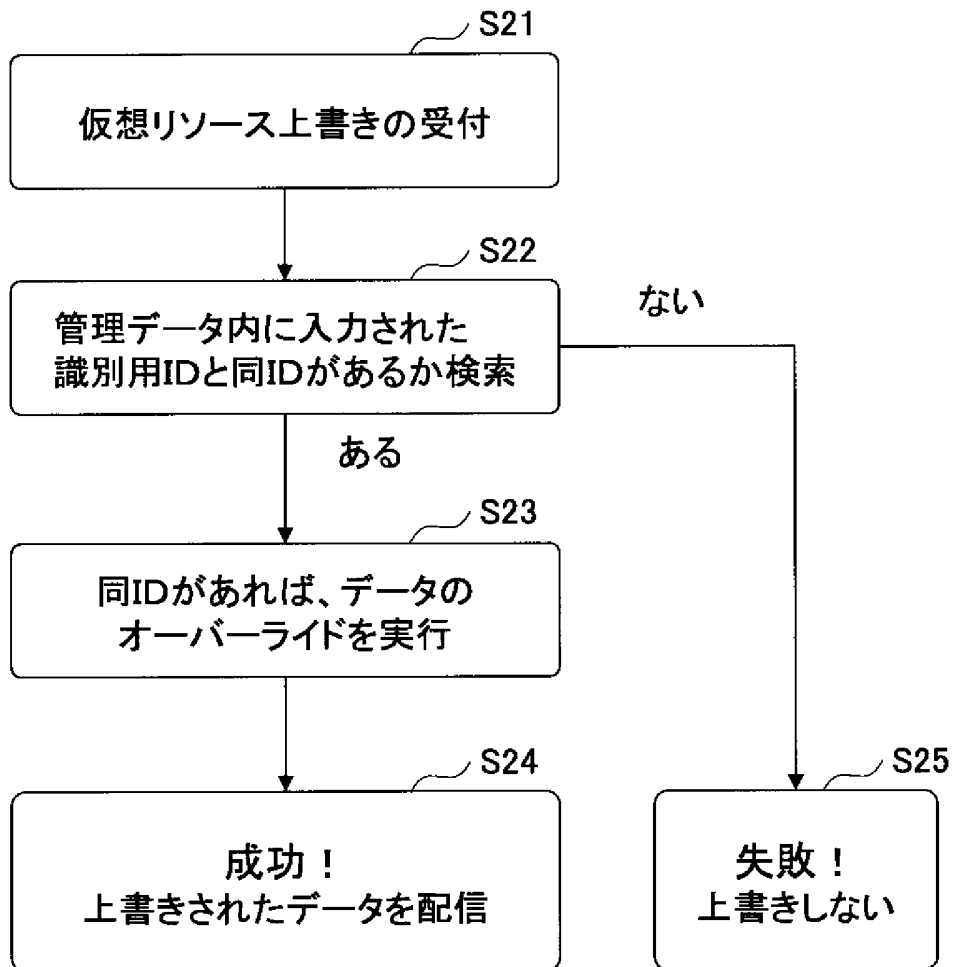 S21
仮想リソース上書きの受付
S22
管理データ内に入力された
識別用IDと同IDがあるか検索
ない
ある
S23
同IDがあれば、データの
オーバーライドを実行
S24
成功！
上書きされたデータを配信
S25
失敗！
上書きしない